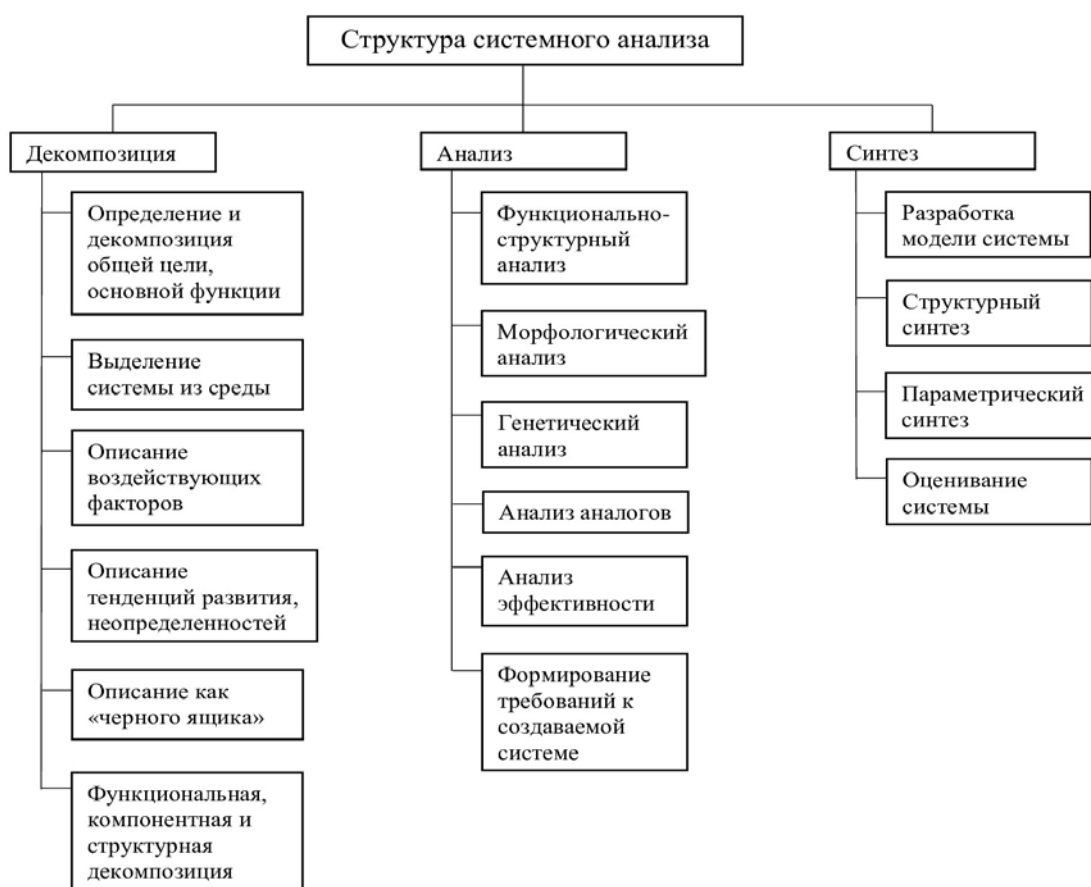 Структура системного анализа
Декомпозиция
Определение и
декомпозиция
общей цели,
основной функции
Выделение
системы из среды
Описание
воздействующих
факторов
Описание
тенденций развития,
неопределенностей
Описание как
«черного ящика»
Функциональная,
компонентная и
структурная
декомпозиция
Анализ
Функционально-
структурный
анализ
Морфологический
анализ
Генетический
анализ
Анализ аналогов
Анализ
эффективности
Формирование
требований к
создаваемой
системе
Синтез
Разработка
модели системы
Структурный
синтез
Параметрический
синтез
Оценивание
системы